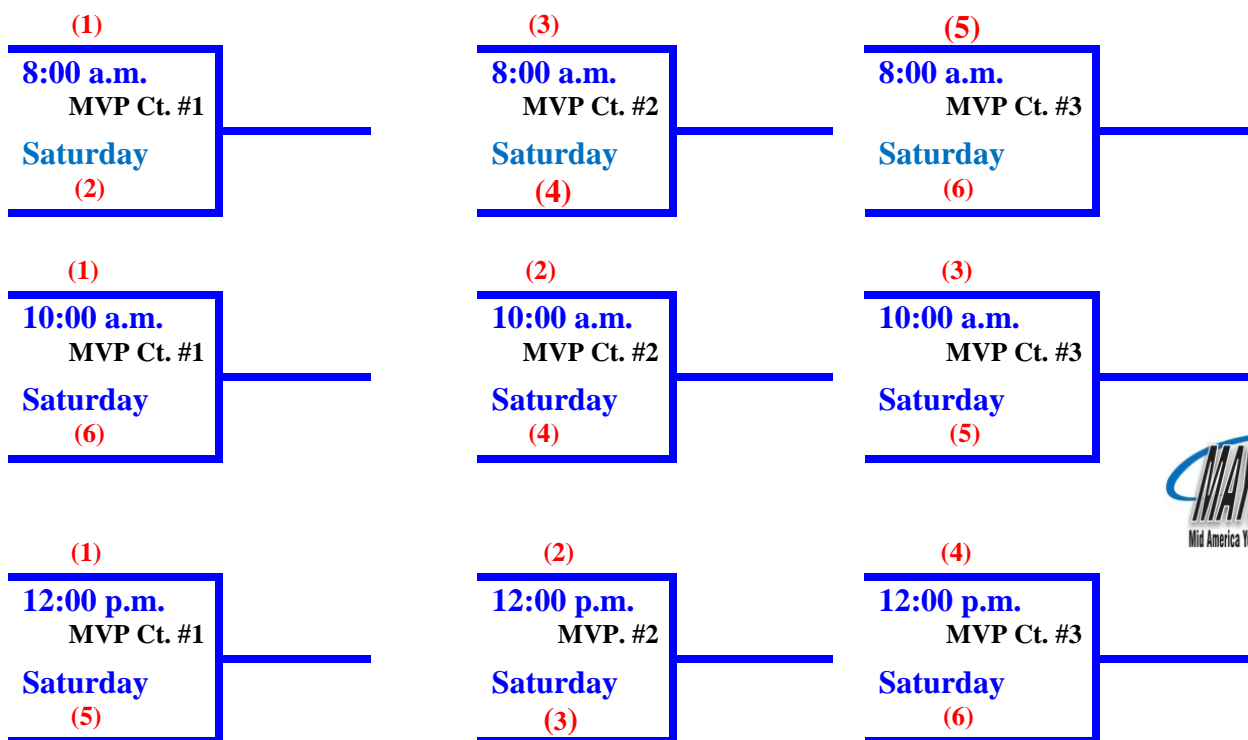 (1) (3) (5)
8:00 a.m. 8:00 a.m. 8:00 a.m.
MVP Ct. #1 MVP Ct. #2 MVP Ct. #3
Saturday Saturday Saturday
(2) (4) (6)
(1) (2) (3)
10:00 a.m. 10:00 a.m. 10:00 a.m.
MVP Ct. #1 MVP Ct. #2 MVP Ct. #3
Saturday Saturday Saturday
(6) (4) (5)
Mid America
(1) (2) (4)
12:00 p.m. 12:00 p.m. 12:00 p.m.
MVP Ct. #1 MVP. #2 MVP Ct. #3
Saturday Saturday Saturday
(5) (3) (6)